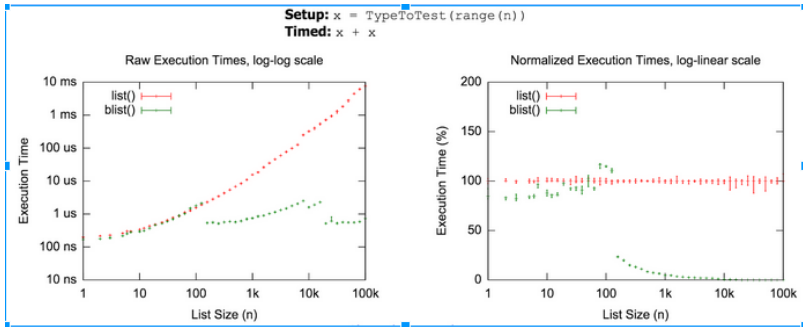 Setup: x = TypeToTest(range(n))
Timed: x + x
Raw Execution Times, log-log scale
10 ms
1 ms
100 us
10 us
1 us
100 ns
10 ns
Execution Time
list()
blist()
1
10
100
1k
10k
100k
List Size (n)
Normalized Execution Times, log-linear scale
200
150
100
50
0
Execution Time (%)
list()
blist()
1
10
100
1k
10k
100k
List Size (n)